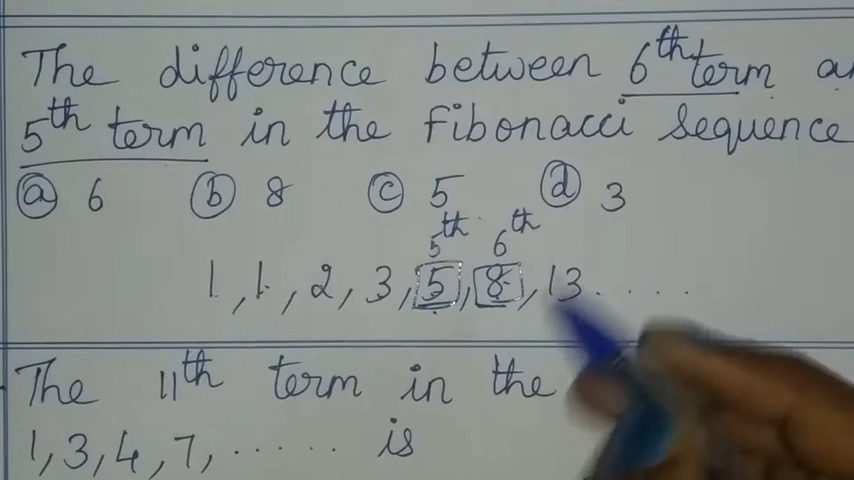 The difference between 6th term
5th term in the Fibonacci sequence
ⓐ 6 ⓑ 8 ⓒ 5 ⓓ 3
5th 6th
1, 1, 2, 3, 5, 8, 13. . . . .
The 11th term in the
1, 3, 4, 7, ...... is